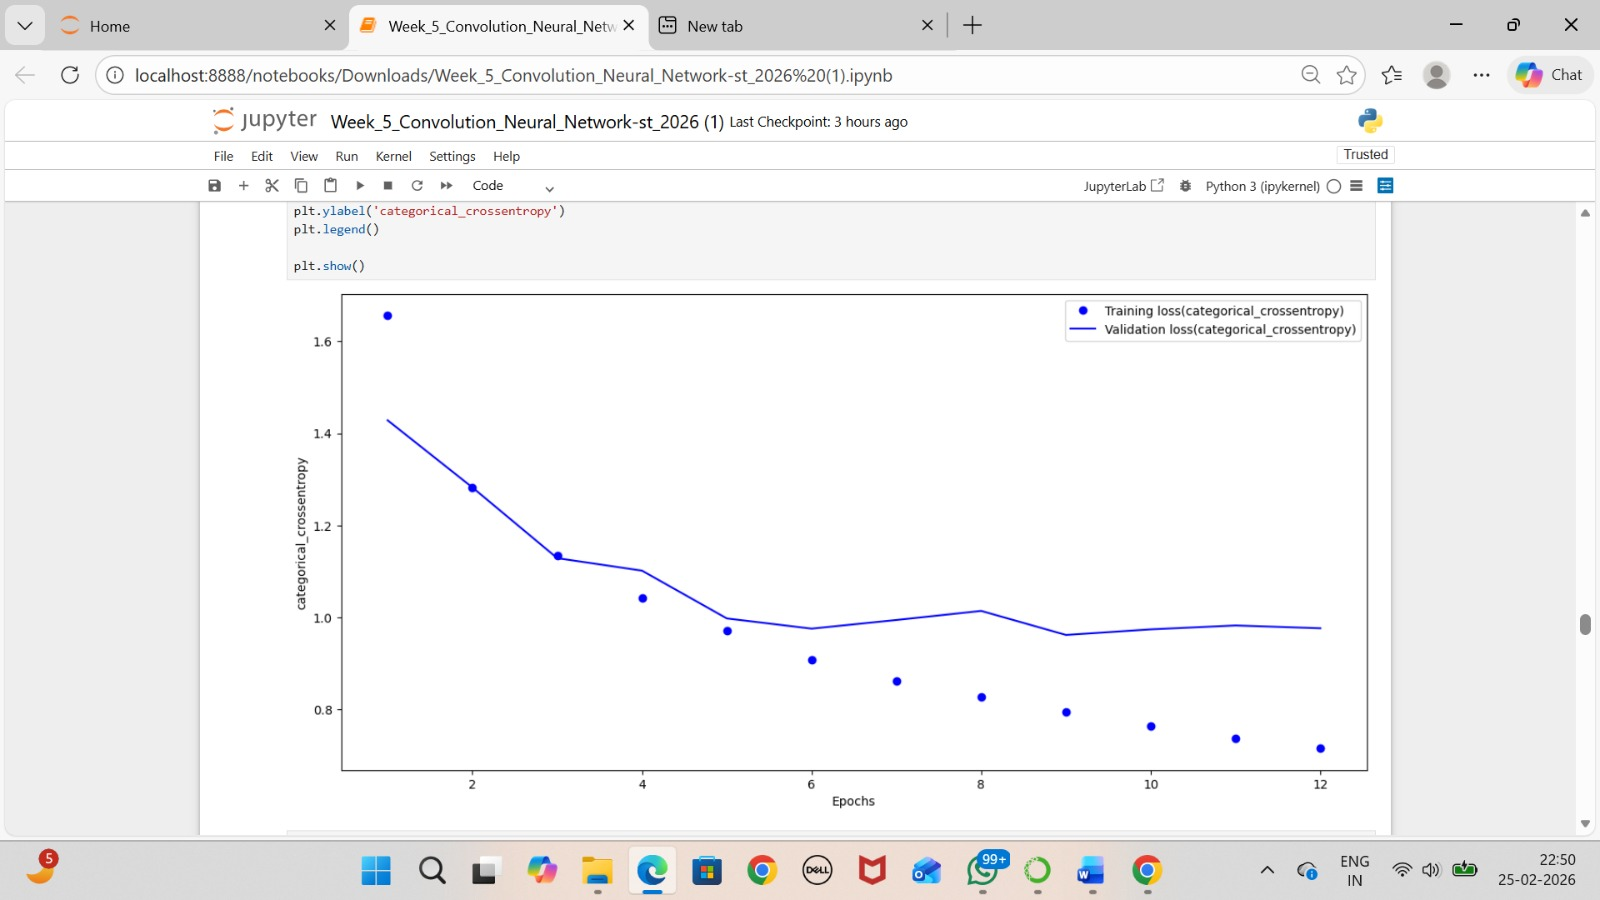 Home
Week_5_Convolution_Neural_Netw
New tab
localhost:8888/notebooks/Downloads/Week_5_Convolution_Neural_Network-st_2026%20(1).ipynb
Chat
jupyter Week_5_Convolution_Neural_Network-st_2026 (1) Last Checkpoint: 3 hours ago
File Edit View Run Kernel Settings Help
Trusted
Code
JupyterLab
Python 3 (ipykernel)
plt.ylabel('categorical_crossentropy')
plt.legend()
plt.show()
Training loss(categorical_crossentropy)
Validation loss(categorical_crossentropy)
1.6
1.4
1.2
1.0
0.8
categorical_crossentropy
2 4 6 8 10 12
Epochs
5
DELL
99+
ENG
IN
22:50
25-02-2026